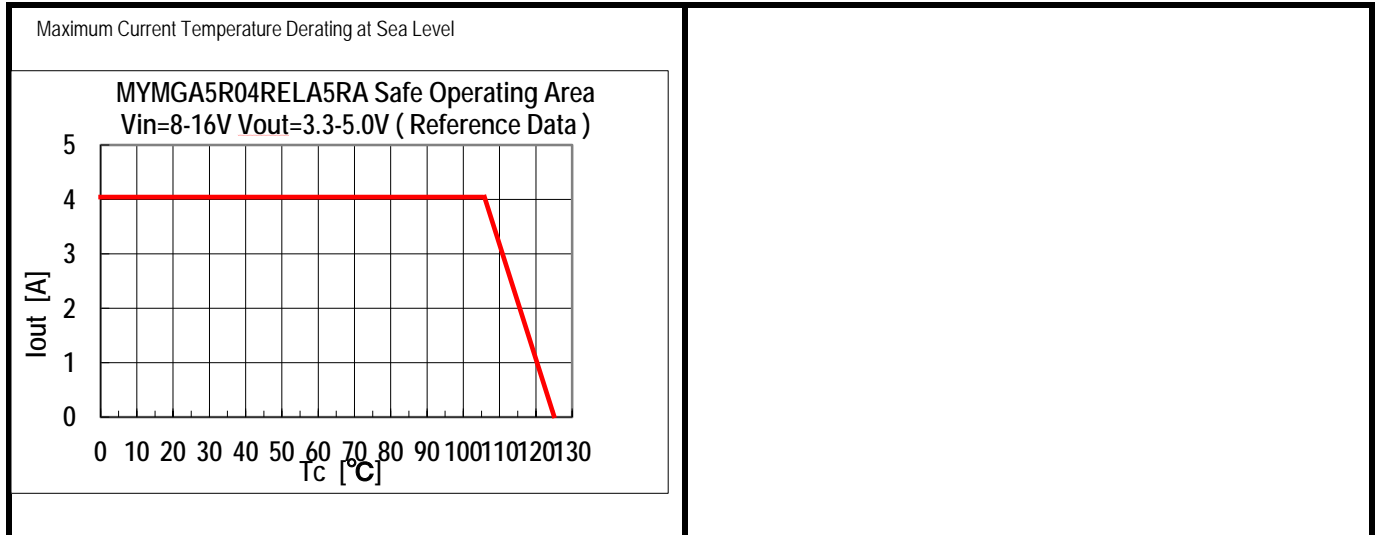 Maximum Current Temperature Derating at Sea Level
MYMGA5R04RELA5RA Safe Operating Area
Vin=8-16V Vout=3.3-5.0V ( Reference Data )
5
4
3
2
1
0
Iout [A]
0 10 20 30 40 50 60 70 80 90 100 110 120 130
Tc [℃]